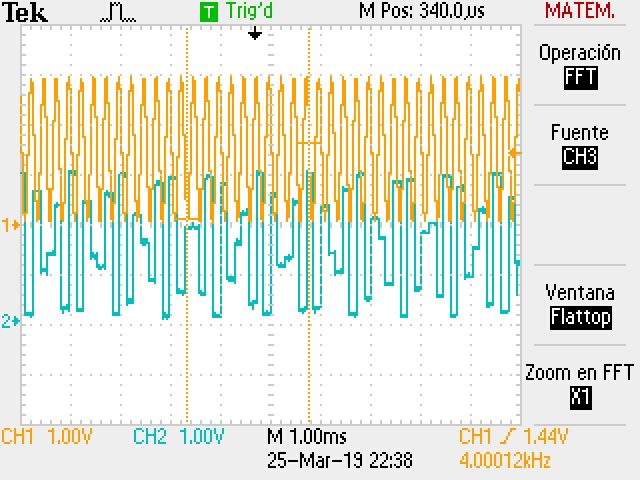 Tek T Trig'd M Pos: 340.0µs MATEM.
Operación
FFT
Fuente
CH3
Ventana
Flattop
Zoom en FFT
X1
1
2
CH1 1.00V CH2 1.00V M 1.00ms CH1 1.44V
25-Mar-19 22:38 4.00012kHz